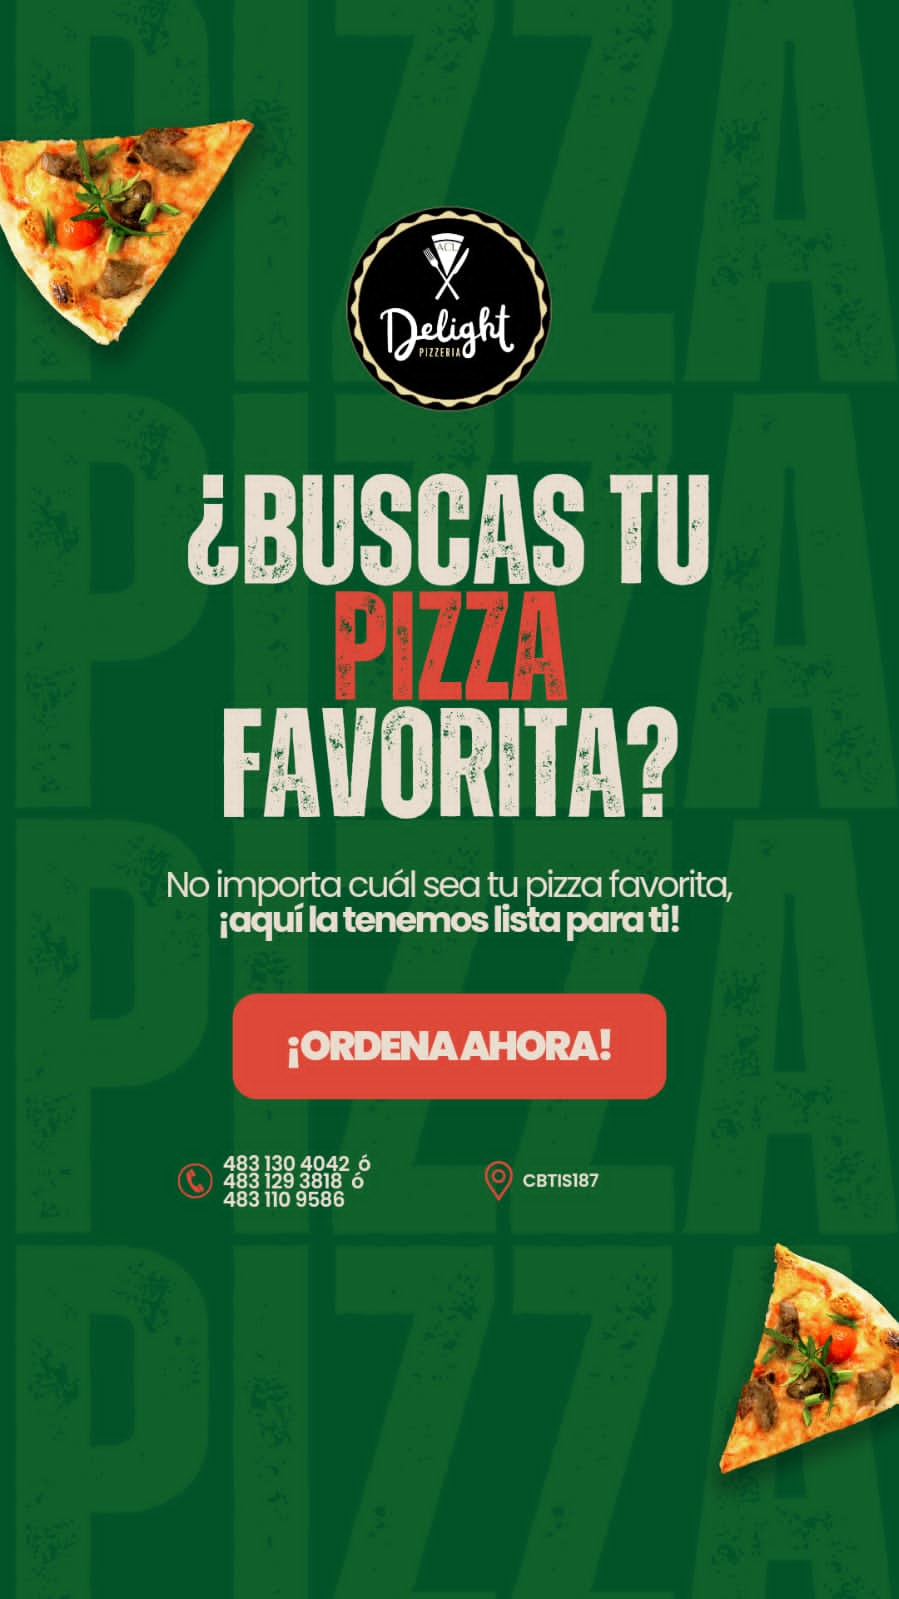 PIZZA
ACL
Delight
PIZZERIA
PIZZA
¿BUSCAS TU
PIZZA
FAVORITA?
PIZZA
No importa cuál sea tu pizza favorita,
¡aquí la tenemos lista para ti!
¡ORDENA AHORA!
483 130 4042 ó
483 129 3818 ó
483 110 9586
CBTIS187
PIZZA